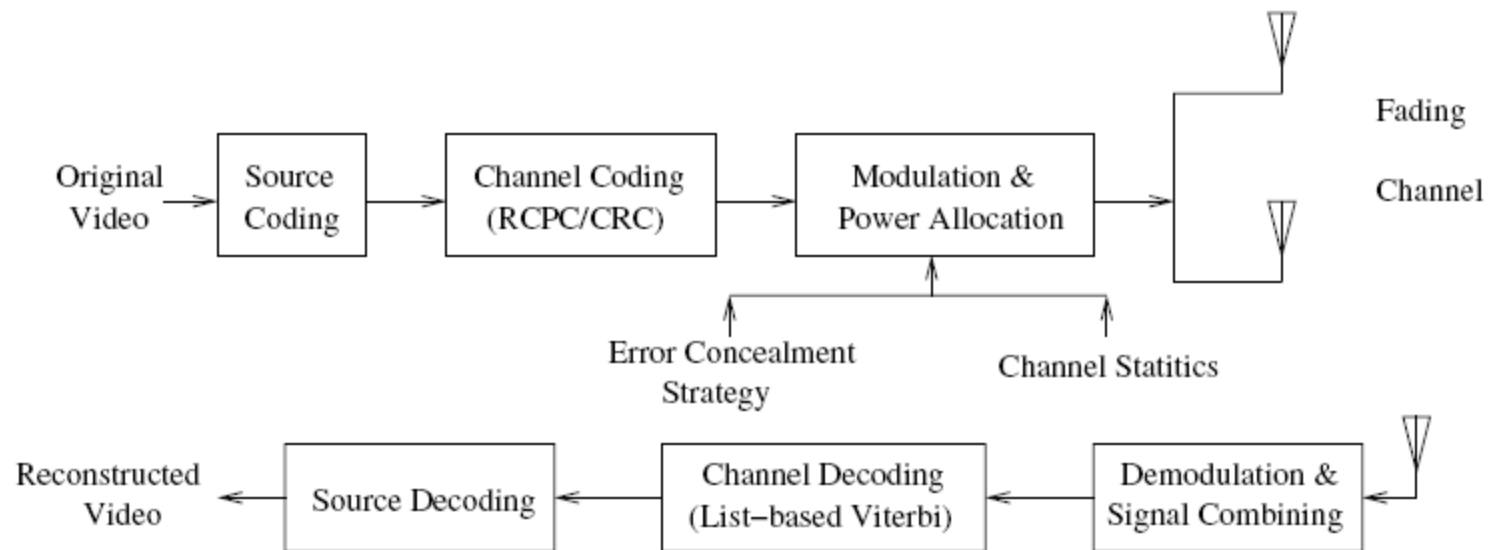 Original
Video
Source
Coding
Channel Coding
(RCPC/CRC)
Modulation &
Power Allocation
Fading
Channel
Error Concealment
Strategy
Channel Statitics
Reconstructed
Video
Source Decoding
Channel Decoding
(List−based Viterbi)
Demodulation &
Signal Combining